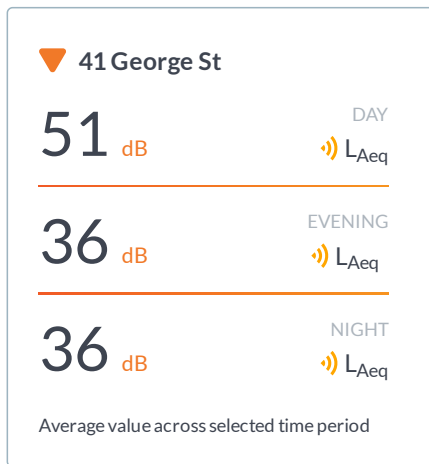 41 George St
DAY
51 dB LAeq
EVENING
36 dB LAeq
NIGHT
36 dB LAeq
Average value across selected time period